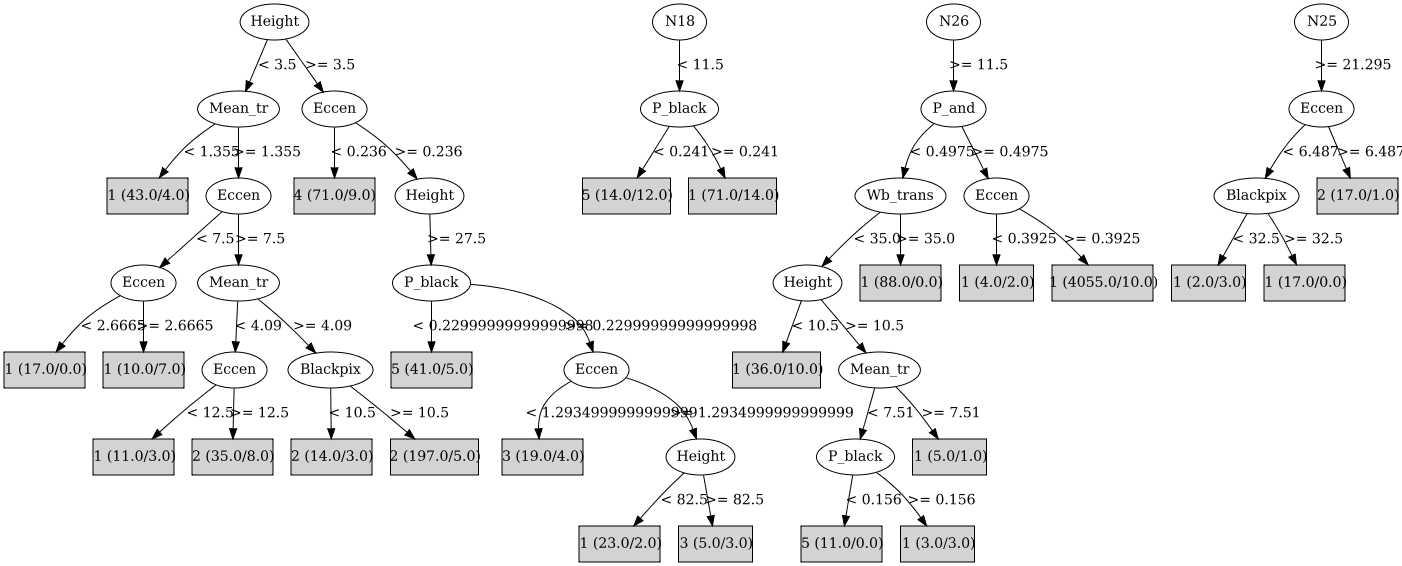 Height N18 N26 N25
< 3.5 >= 3.5 < 11.5 >= 11.5 >= 21.295
Mean_tr Eccen P_black P_and Eccen
< 1.355 >= 1.355 < 0.236 >= 0.236 < 0.241 >= 0.241 < 0.4975 >= 0.4975 < 6.487 >= 6.487
1 (43.0/4.0) Eccen 4 (71.0/9.0) Height 5 (14.0/12.0) 1 (71.0/14.0) Wb_trans Eccen Blackpix 2 (17.0/1.0)
< 7.5 >= 7.5 >= 27.5 < 35.0 >= 35.0 < 0.3925 >= 0.3925 < 32.5 >= 32.5
Eccen Mean_tr P_black Height 1 (88.0/0.0) 1 (4.0/2.0) 1 (4055.0/10.0) 1 (2.0/3.0) 1 (17.0/0.0)
< 2.6665 >= 2.6665 < 4.09 >= 4.09 < 0.22999999999999998 >= 0.22999999999999998 < 10.5 >= 10.5
1 (17.0/0.0) 1 (10.0/7.0) Eccen Blackpix 5 (41.0/5.0) Eccen 1 (36.0/10.0) Mean_tr
< 12.5 >= 12.5 < 10.5 >= 10.5 < 1.2934999999999999 >= 1.2934999999999999 < 7.51 >= 7.51
1 (11.0/3.0) 2 (35.0/8.0) 2 (14.0/3.0) 2 (197.0/5.0) 3 (19.0/4.0) Height P_black 1 (5.0/1.0)
< 82.5 >= 82.5 < 0.156 >= 0.156
1 (23.0/2.0) 3 (5.0/3.0) 5 (11.0/0.0) 1 (3.0/3.0)